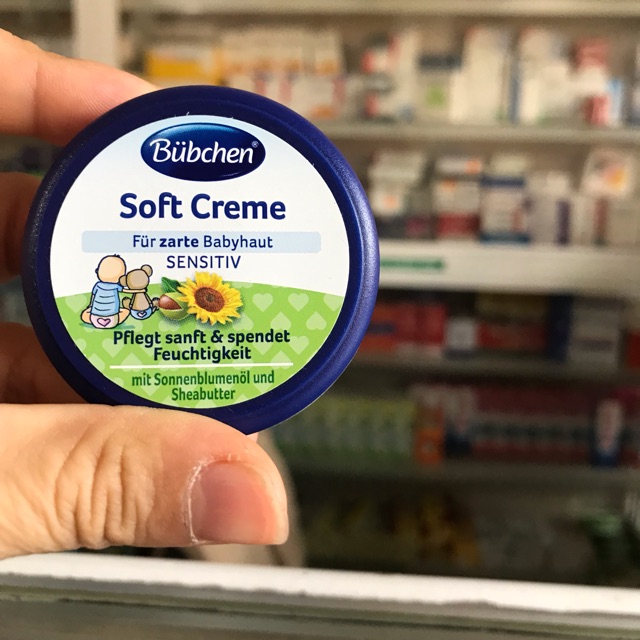 Bübchen®
Soft Creme
Für zarte Babyhaut
SENSITIV
Pflegt sanft & spendet
Feuchtigkeit
mit Sonnenblumenöl und
Sheabutter